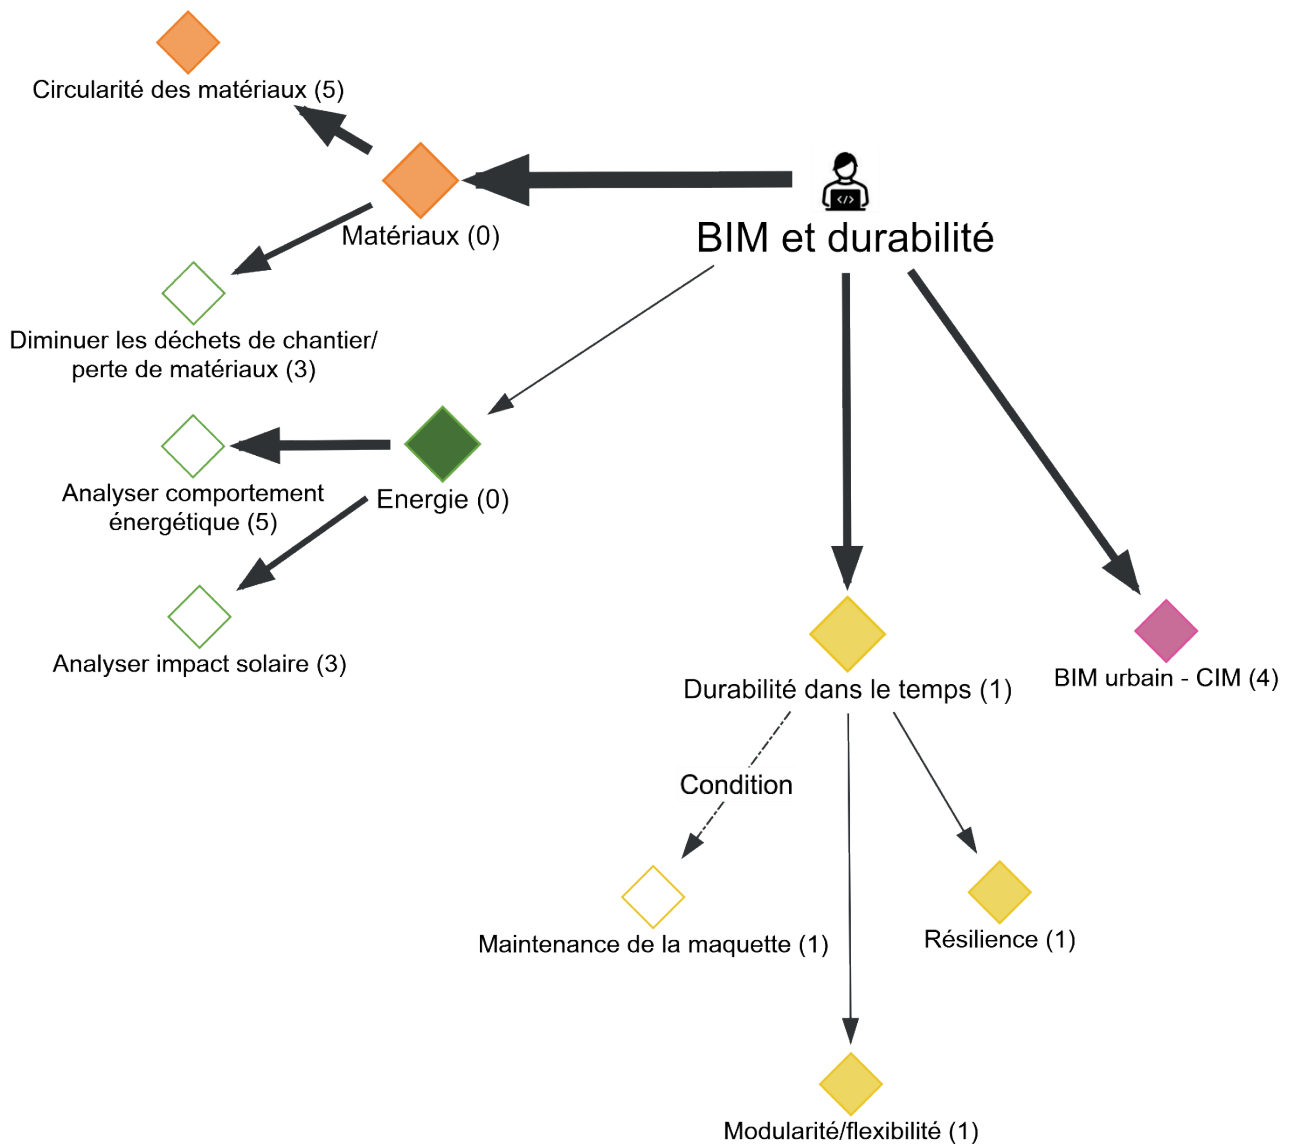 Circularité des matériaux (5)
Matériaux (0)
</>
BIM et durabilité
Diminuer les déchets de chantier/
perte de matériaux (3)
Analyser comportement
énergétique (5)
Energie (0)
Analyser impact solaire (3)
Durabilité dans le temps (1)
BIM urbain - CIM (4)
Condition
Maintenance de la maquette (1)
Résilience (1)
Modularité/flexibilité (1)